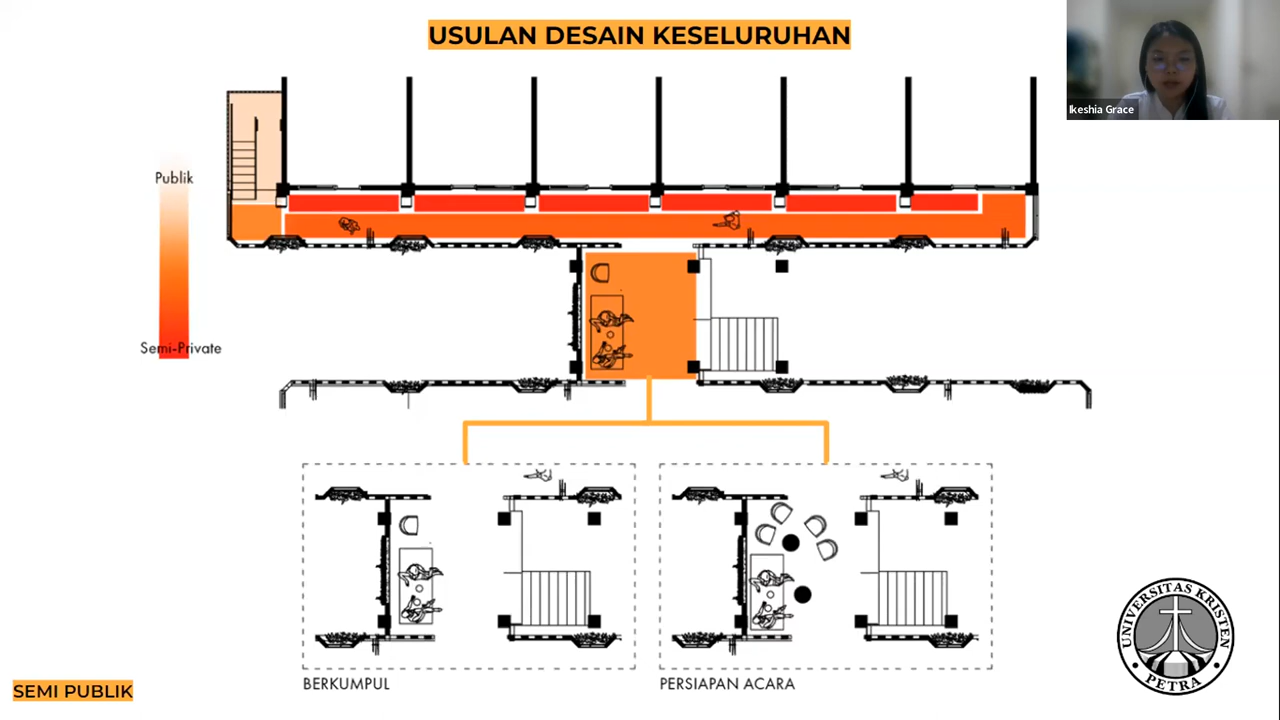 USULAN DESAIN KESELURUHAN
Ikeshia Grace
Publik
Semi-Private
BERKUMPUL
PERSIAPAN ACARA
SEMI PUBLIK
UNIVERSITAS KRISTEN
PETRA